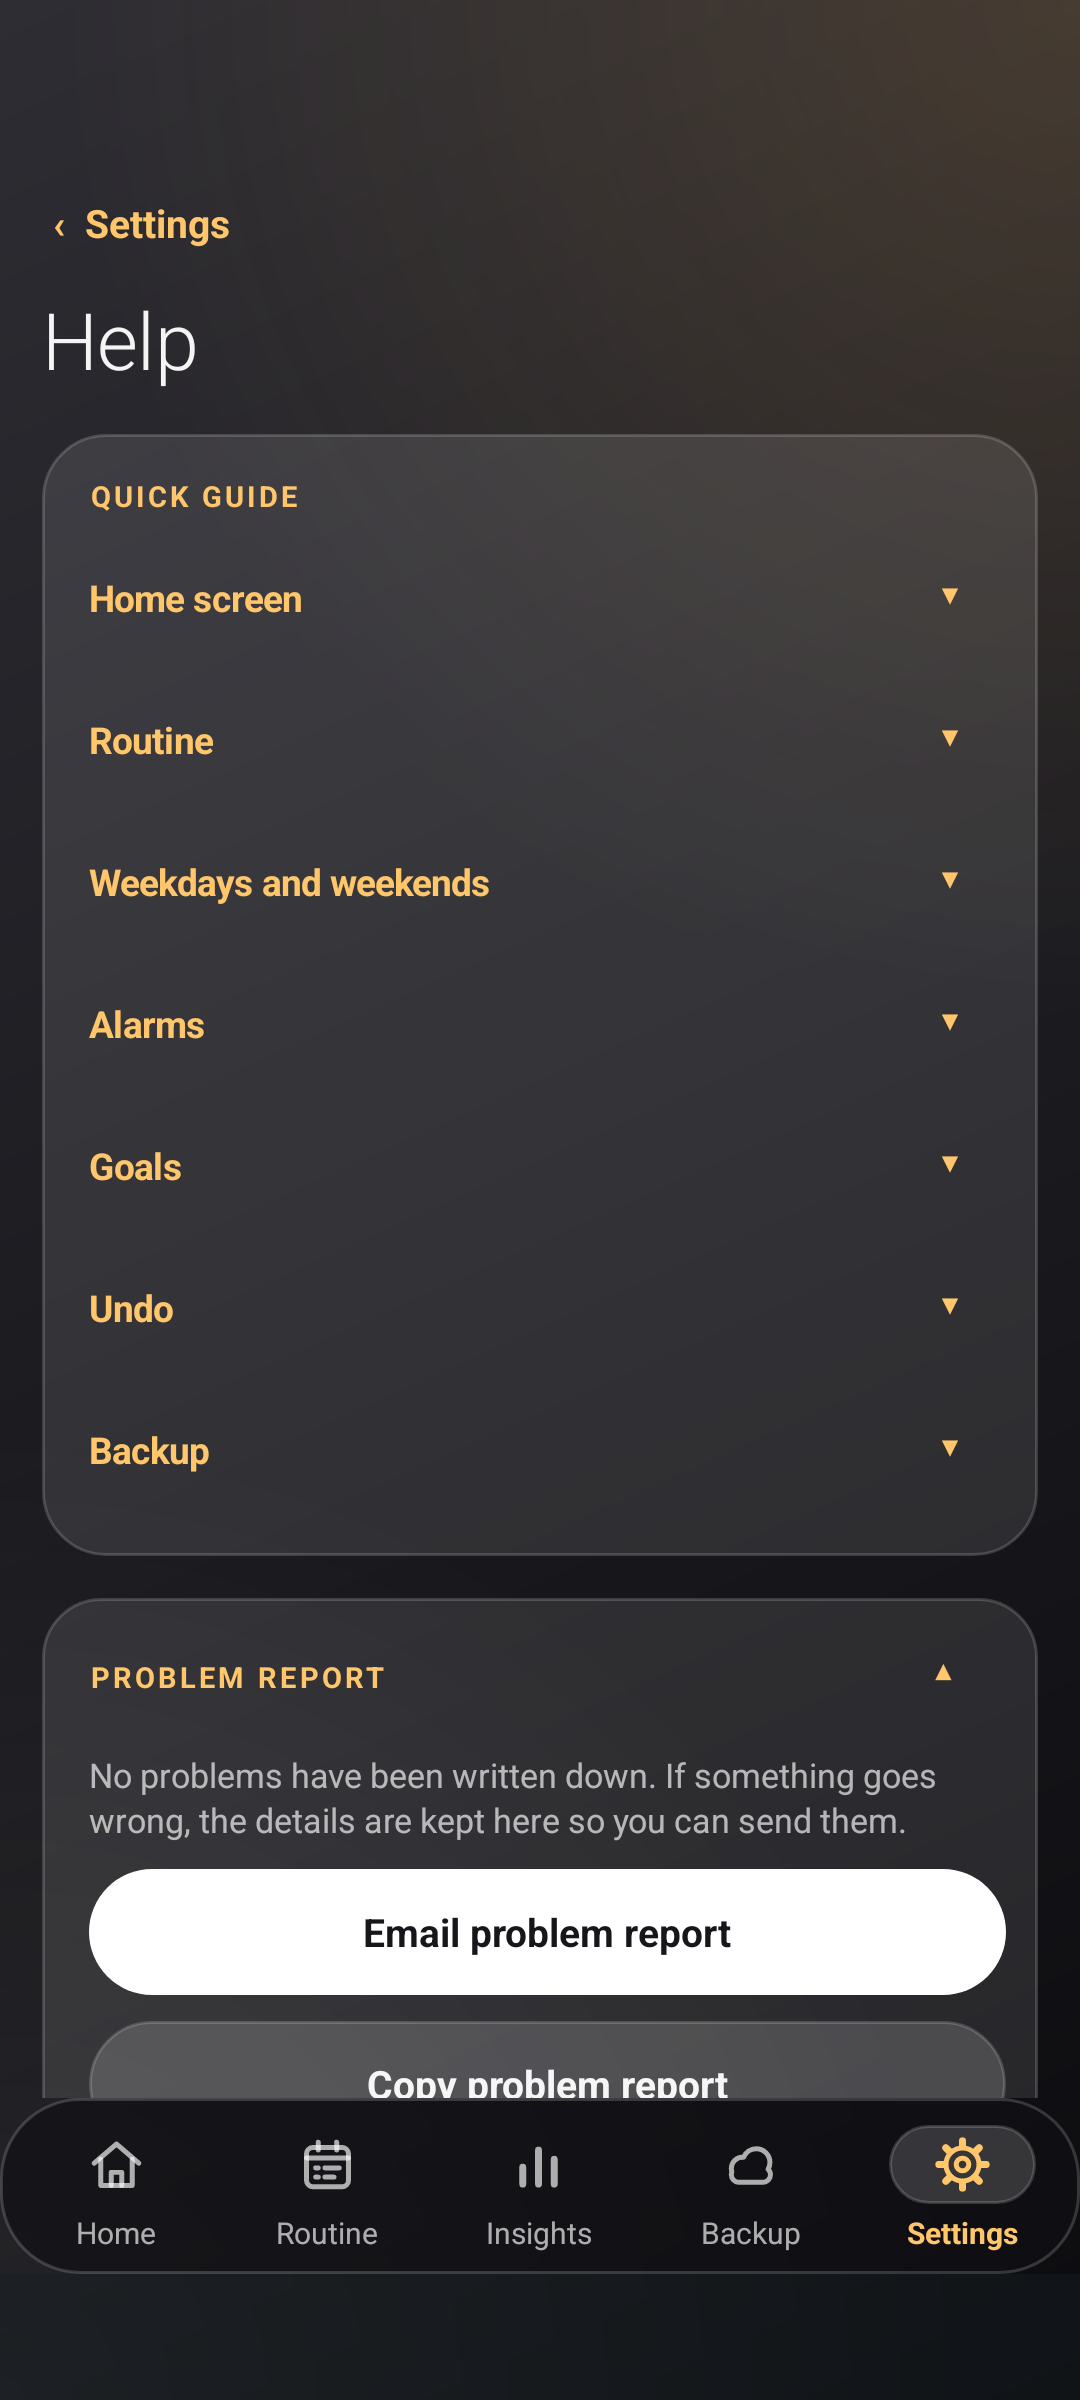 ‹ Settings
Help
QUICK GUIDE
Home screen ▼
Routine ▼
Weekdays and weekends ▼
Alarms ▼
Goals ▼
Undo ▼
Backup ▼
PROBLEM REPORT ▲
No problems have been written down. If something goes
wrong, the details are kept here so you can send them.
Email problem report
Copy problem report
Home Routine Insights Backup Settings